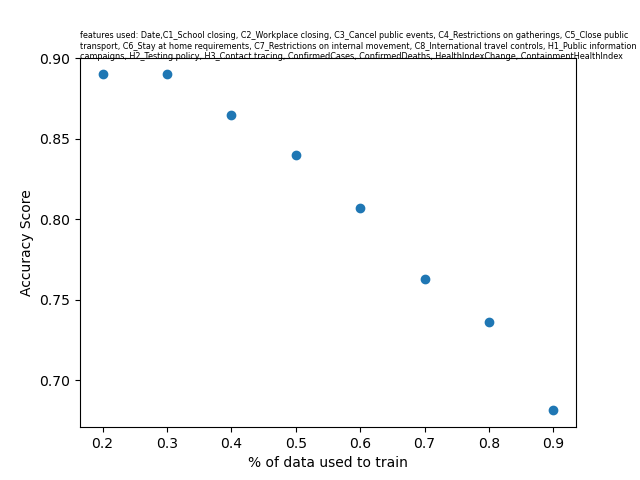 features used: Date,C1_School closing, C2_Workplace closing, C3_Cancel public events, C4_Restrictions on gatherings, C5_Close public
transport, C6_Stay at home requirements, C7_Restrictions on internal movement, C8_International travel controls, H1_Public information
campaigns, H2_Testing policy, H3_Contact tracing, ConfirmedCases, ConfirmedDeaths, HealthIndexChange, ContainmentHealthIndex
0.90
0.85
0.80
0.75
0.70
Accuracy Score
0.2 0.3 0.4 0.5 0.6 0.7 0.8 0.9
% of data used to train